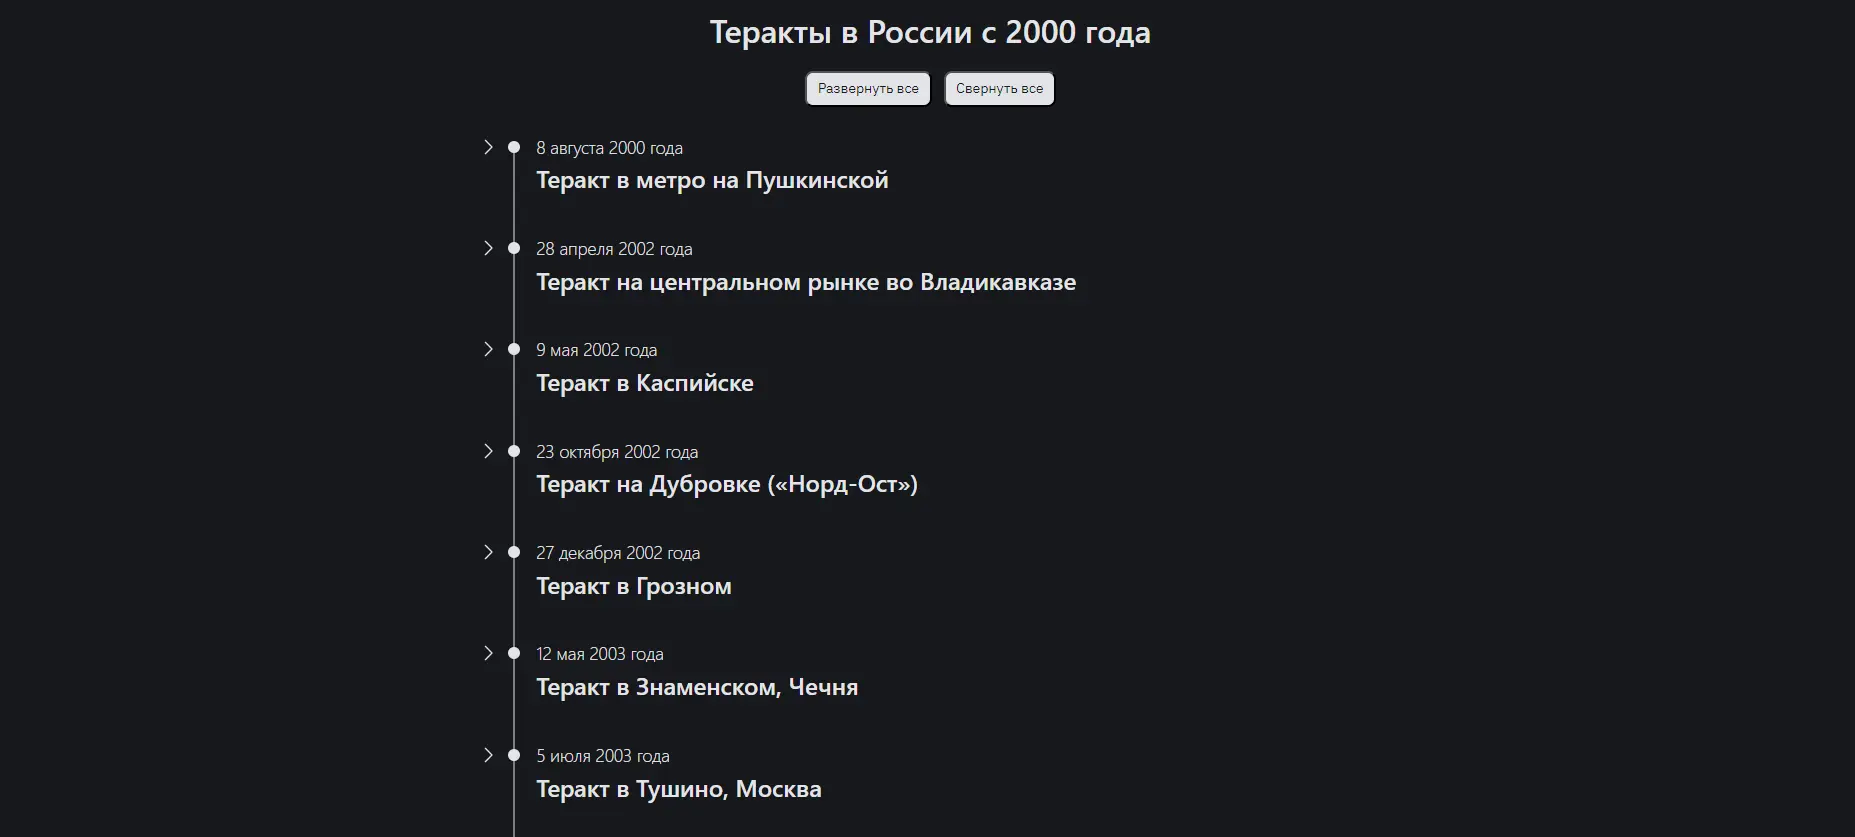 Теракты в России с 2000 года
Развернуть все Свернуть все
8 августа 2000 года
Теракт в метро на Пушкинской
28 апреля 2002 года
Теракт на центральном рынке во Владикавказе
9 мая 2002 года
Теракт в Каспийске
23 октября 2002 года
Теракт на Дубровке («Норд-Ост»)
27 декабря 2002 года
Теракт в Грозном
12 мая 2003 года
Теракт в Знаменском, Чечня
5 июля 2003 года
Теракт в Тушино, Москва